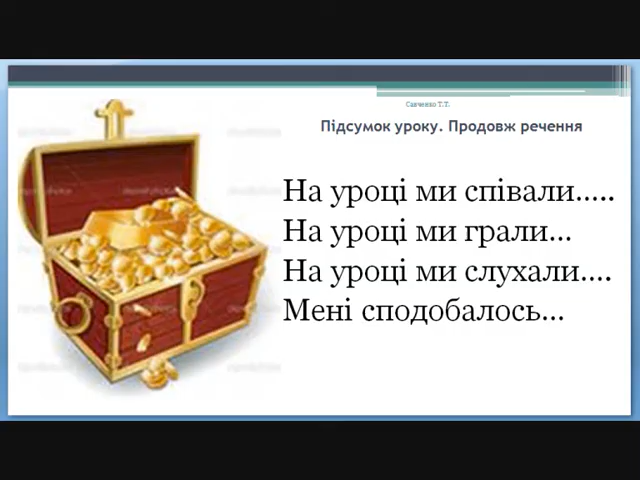 Савченко Т.Т.
Підсумок уроку. Продовж речення
На уроці ми співали.....
На уроці ми грали...
На уроці ми слухали....
Мені сподобалось...